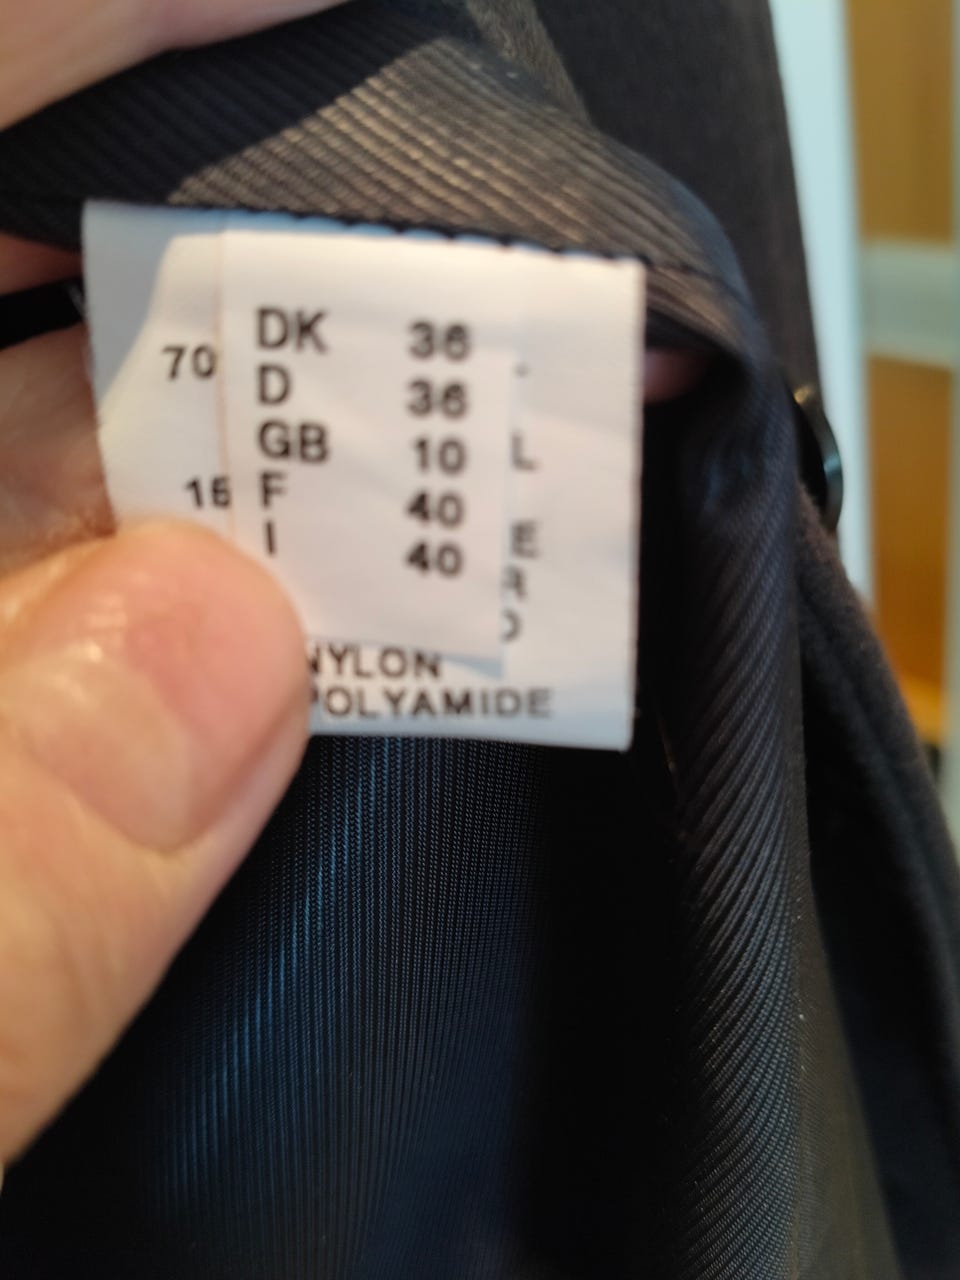 DK 36
70
D 36
GB 10 L
15 F 40
E
I 40
NYLON
POLYAMIDE